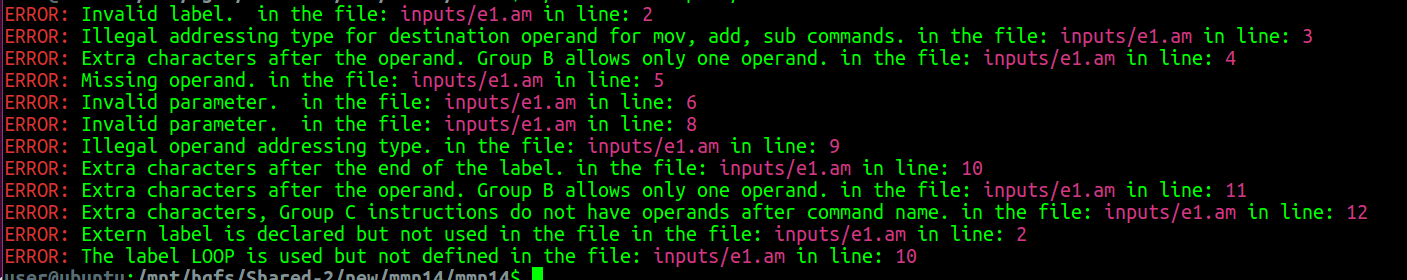 ERROR: Invalid label.  in the file: inputs/e1.am in line: 2
ERROR: Illegal addressing type for destination operand for mov, add, sub commands. in the file: inputs/e1.am in line: 3
ERROR: Extra characters after the operand. Group B allows only one operand. in the file: inputs/e1.am in line: 4
ERROR: Missing operand. in the file: inputs/e1.am in line: 5
ERROR: Invalid parameter.  in the file: inputs/e1.am in line: 6
ERROR: Invalid parameter.  in the file: inputs/e1.am in line: 8
ERROR: Illegal operand addressing type. in the file: inputs/e1.am in line: 9
ERROR: Extra characters after the end of the label. in the file: inputs/e1.am in line: 10
ERROR: Extra characters after the operand. Group B allows only one operand. in the file: inputs/e1.am in line: 11
ERROR: Extra characters, Group C instructions do not have operands after command name. in the file: inputs/e1.am in line: 12
ERROR: Extern label is declared but not used in the file in the file: inputs/e1.am in line: 2
ERROR: The label LOOP is used but not defined in the file: inputs/e1.am in line: 10
user@ubuntu:/mnt/hgfs/Shared-2/new/mmn14/mmn14$